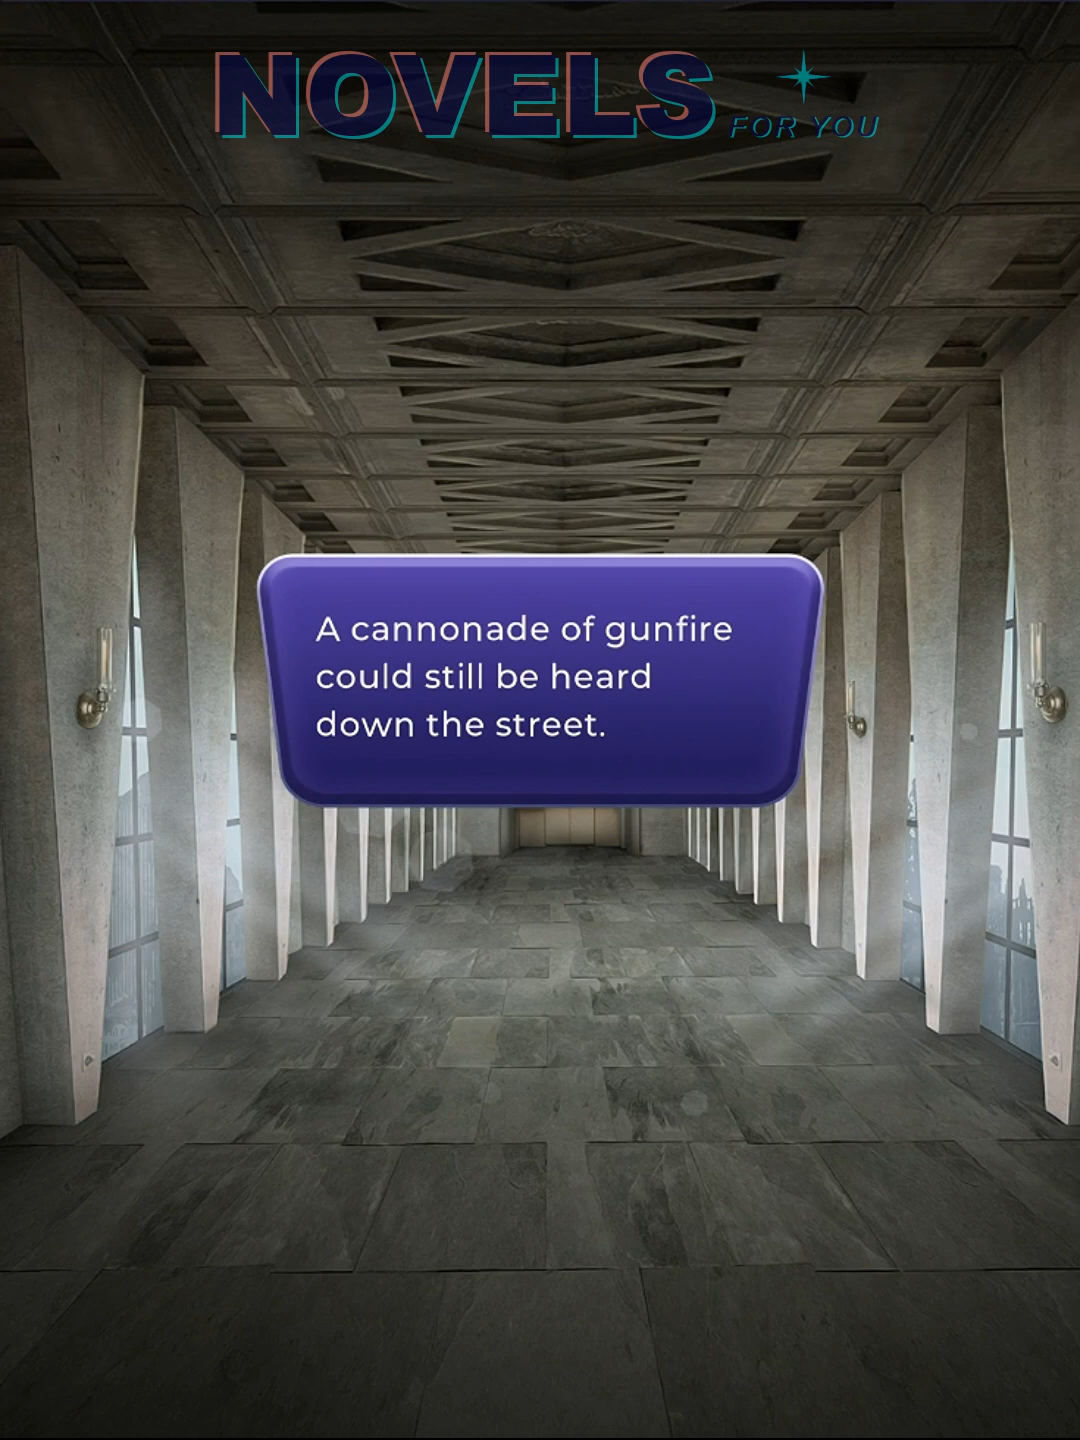 NOVELS
FOR YOU
A cannonade of gunfire
could still be heard
down the street.